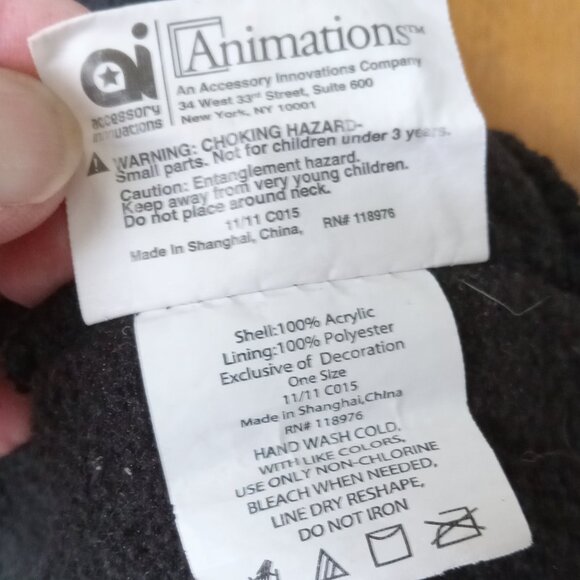 ai
accessory
innovations
Animations™
An Accessory Innovations Company
34 West 33rd Street, Suite 600
New York, NY 10001
WARNING: CHOKING HAZARD-
Small parts. Not for children under 3 years.
Caution: Entanglement hazard.
Keep away from very young children.
Do not place around neck.
11/11 C015
Made In Shanghai, China, RN# 118976
Shell:100% Acrylic
Lining:100% Polyester
Exclusive of Decoration
One Size
11/11 C015
Made in Shanghai,China,
RN# 118976
HAND WASH COLD.
WITH LIKE COLORS,
USE ONLY NON-CHLORINE
BLEACH WHEN NEEDED,
LINE DRY RESHAPE,
DO NOT IRON